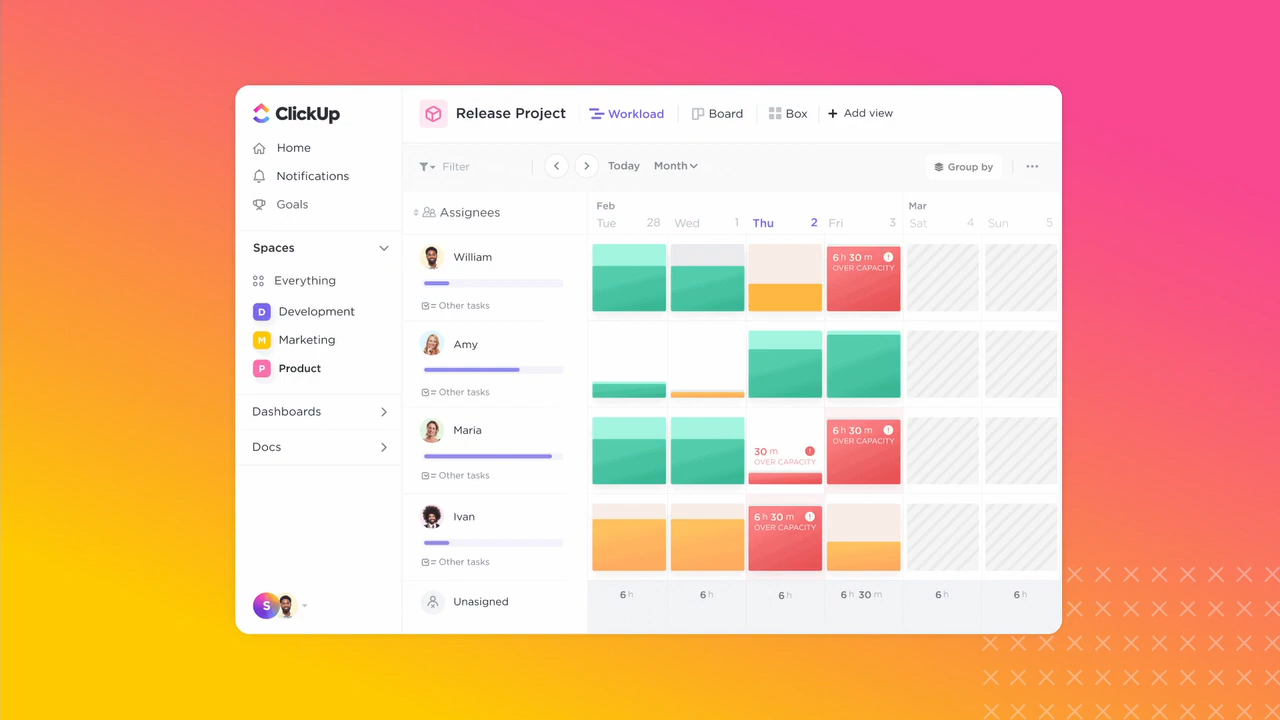 ClickUp
Home
Notifications
Goals
Spaces
Everything
D Development
M Marketing
P Product
Dashboards
Docs
S
Release Project
Workload
Board
Box
+ Add view
Filter
Today
Month
Group by
Assignees
Feb
Mar
Tue 28
Wed 1
Thu 2
Fri 3
Sat 4
Sun 5
William
Other tasks
6 h 30 m
OVER CAPACITY
Amy
Other tasks
Maria
Other tasks
30 m
OVER CAPACITY
6 h 30 m
OVER CAPACITY
Ivan
Other tasks
6 h 30 m
OVER CAPACITY
Unasigned
6 h
6 h
6 h
6 h 30 m
6 h
6 h